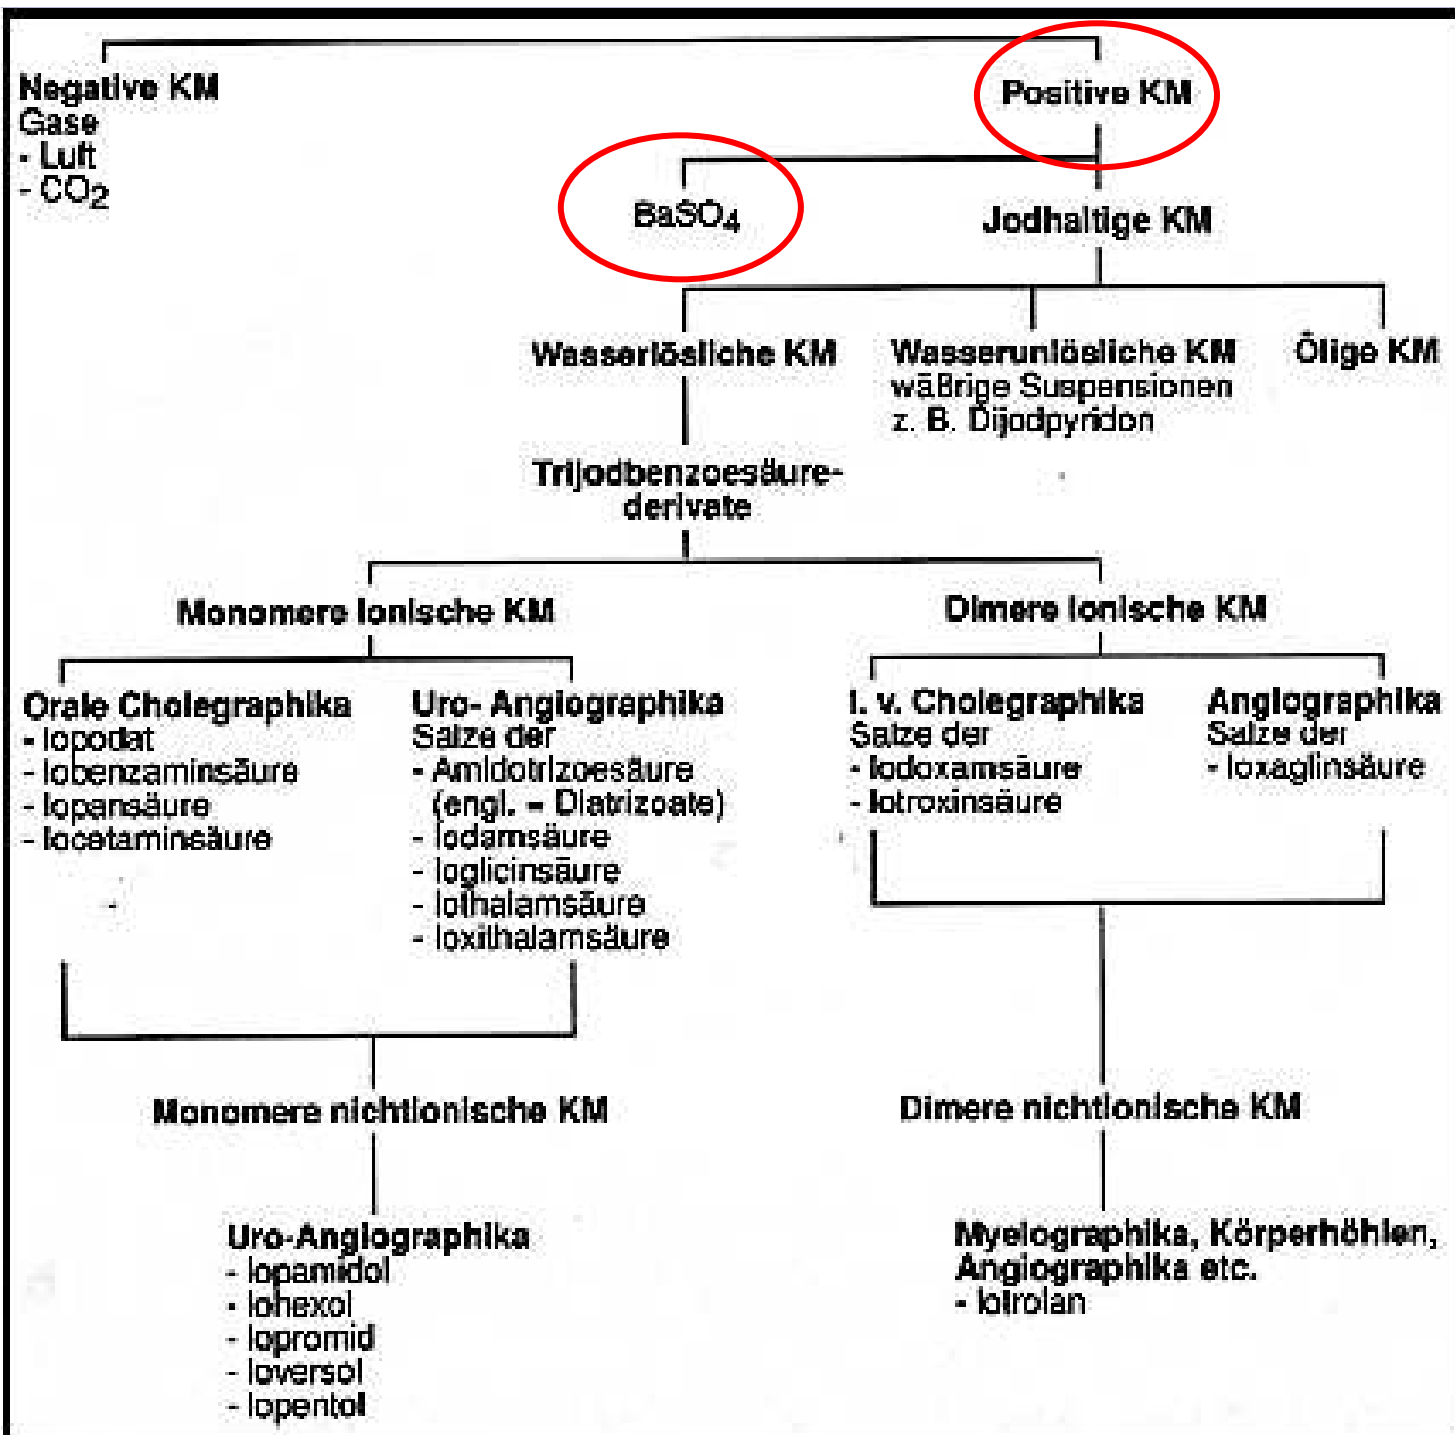 Negative KM
Gase
- Luft
- CO2
Positive KM
BaSO4
Jodhaltige KM
Wasserlösliche KM
Wasserunlösliche KM
wäßrige Suspensionen
z. B. Dijodpyridon
Ölige KM
Trijodbenzoesäure-
derivate
Monomere ionische KM
Dimere ionische KM
Orale Cholegraphika
- Iopodat
- Iobenzaminsäure
- Iopansäure
- Iocetaminsäure
Uro- Angiographika
Salze der
- Amidotrizoesäure
(engl. = Diatrizoate)
- Iodamsäure
- Ioglicinsäure
- Iothalamsäure
- Ioxithalamsäure
I. v. Cholegraphika
Salze der
- Iodoxamsäure
- Iotroxinsäure
Angiographika
Salze der
- Ioxaglinsäure
Monomere nichtionische KM
Dimere nichtionische KM
Uro-Angiographika
- Iopamidol
- Iohexol
- Iopromid
- Ioversol
- Iopentol
Myelographika, Körperhöhlen,
Angiographika etc.
- Iotrolan